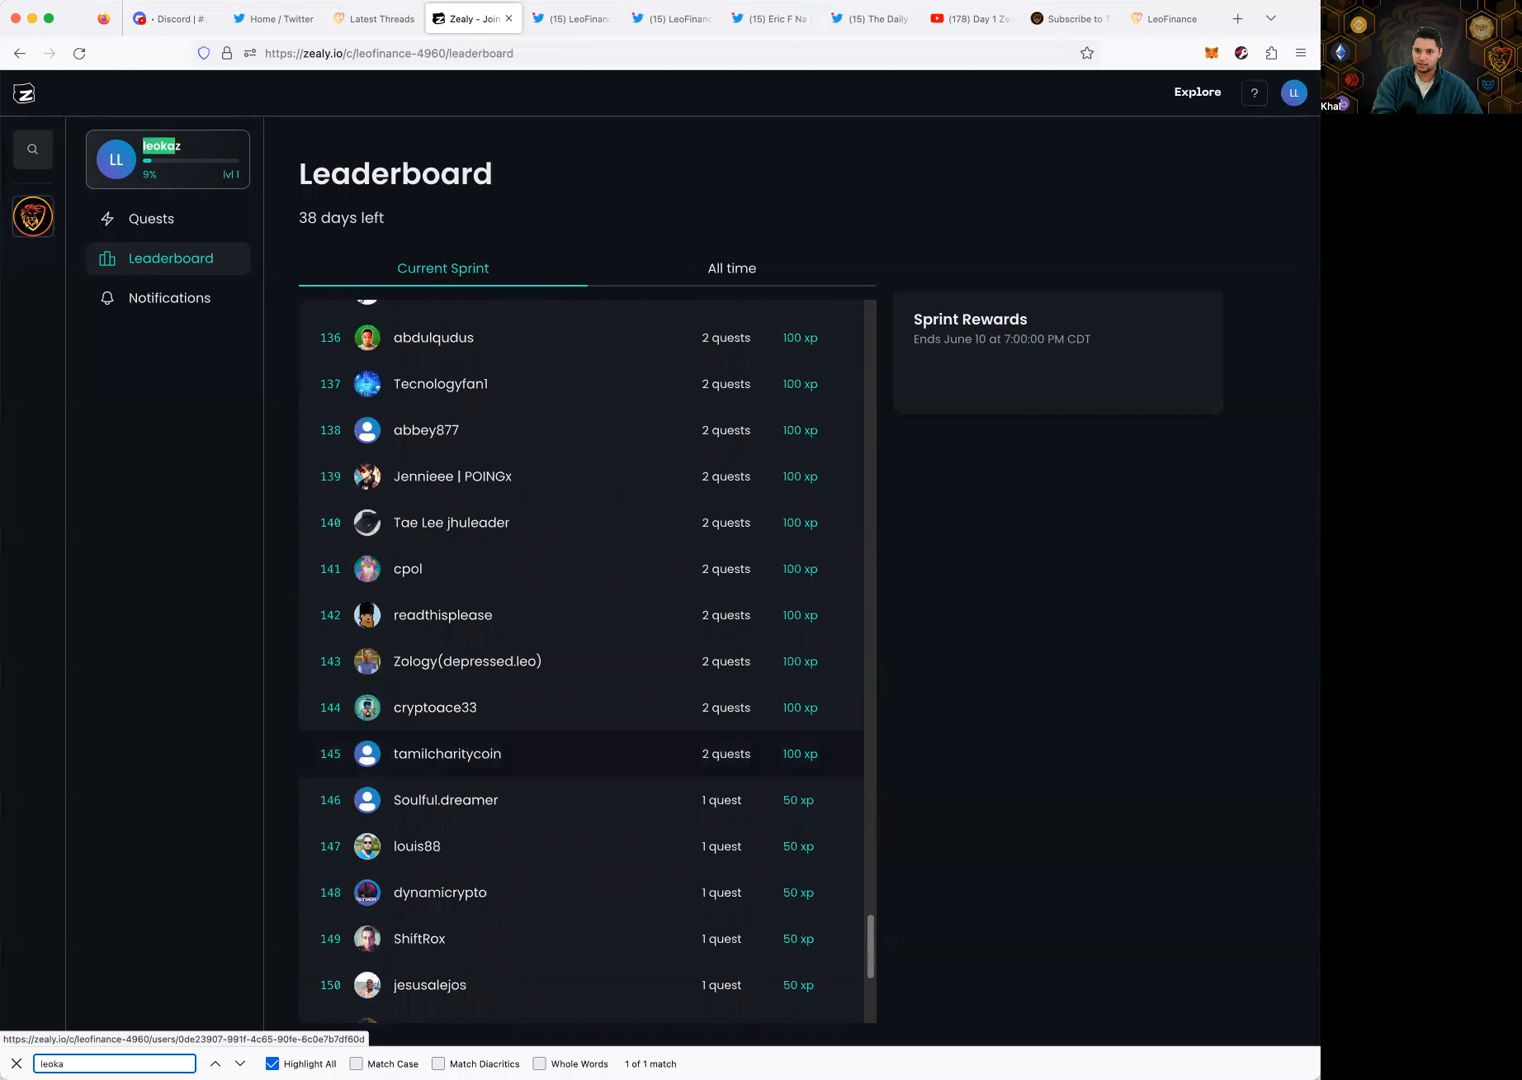 • Discord | #
Home / Twitter
Latest Threads
Zealy - Join
(15) LeoFinanc
(15) LeoFinanc
(15) Eric F Na
(15) The Daily
(178) Day 1 Ze
Subscribe to T
LeoFinance
https://zealy.io/c/leofinance-4960/leaderboard
Explore
?
LL
Khal
LL
leokaz
9%
lvl 1
Quests
Leaderboard
Notifications
Leaderboard
38 days left
Current Sprint
All time
136 abdulqudus 2 quests 100 xp
137 Tecnologyfan1 2 quests 100 xp
138 abbey877 2 quests 100 xp
139 Jennieee | POINGx 2 quests 100 xp
140 Tae Lee jhuleader 2 quests 100 xp
141 cpol 2 quests 100 xp
142 readthisplease 2 quests 100 xp
143 Zology(depressed.leo) 2 quests 100 xp
144 cryptoace33 2 quests 100 xp
145 tamilcharitycoin 2 quests 100 xp
146 Soulful.dreamer 1 quest 50 xp
147 louis88 1 quest 50 xp
148 dynamicrypto 1 quest 50 xp
149 ShiftRox 1 quest 50 xp
150 jesusalejos 1 quest 50 xp
Sprint Rewards
Ends June 10 at 7:00:00 PM CDT
https://zealy.io/c/leofinance-4960/users/0de23907-991f-4c65-90fe-6c0e7b7df60d
leoka
Highlight All
Match Case
Match Diacritics
Whole Words
1 of 1 match